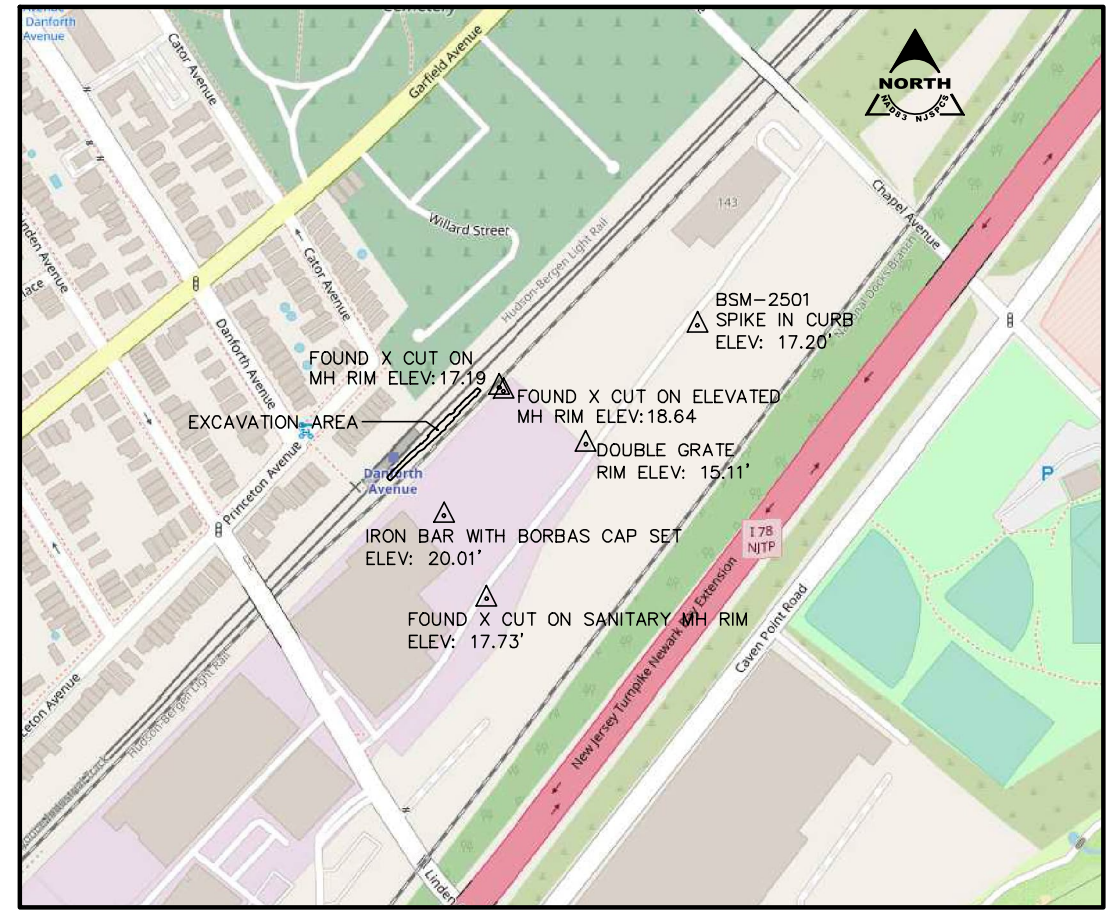 Danforth
Avenue
Cemetery
Cator Avenue
Garfield Avenue
NORTH
NAD83 NJSPCS
143
Chapel Avenue
Willard Street
Hudson-Bergen Light Rail
National Docks Branch
Cator Avenue
Linden Avenue
Danforth Avenue
BSM-2501
SPIKE IN CURB
ELEV: 17.20'
FOUND X CUT ON
MH RIM ELEV:17.19
FOUND X CUT ON ELEVATED
MH RIM ELEV:18.64
EXCAVATION AREA
DOUBLE GRATE
RIM ELEV: 15.11'
Danforth
Avenue
P
Princeton Avenue
IRON BAR WITH BORBAS CAP SET
ELEV: 20.01'
I 78
NJTP
FOUND X CUT ON SANITARY MH RIM
ELEV: 17.73'
New Jersey Turnpike Newark Bay Extension
Caven Point Road
Hudson-Bergen Light Rail
ceton Avenue
Linden